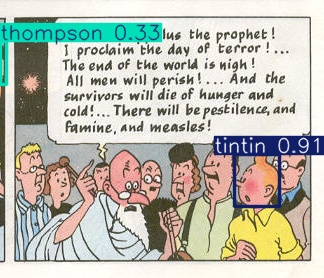 thompson 0.33
lus the prophet!
I proclaim the day of terror!...
The end of the world is nigh!
All men will perish!... And the
survivors will die of hunger and
cold!... There will be pestilence, and
famine, and measles!
tintin 0.91